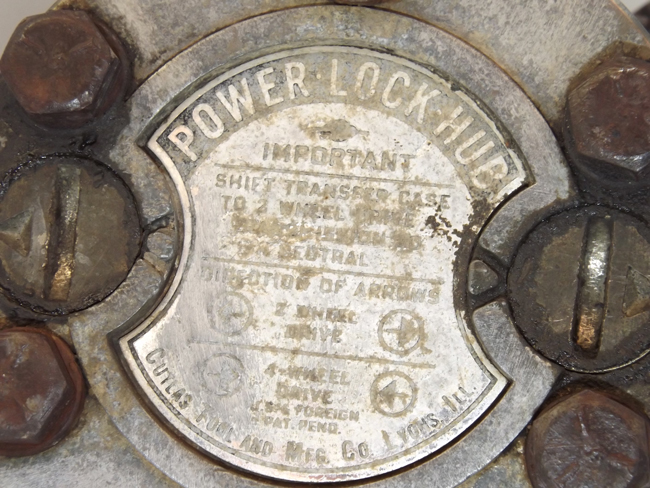 POWER·LOCK HUB
IMPORTANT
SHIFT TRANSFER CASE
TO 2 WHEEL DRIVE
NEUTRAL
DIRECTION OF ARROWS
2 WHEEL
DRIVE
4-WHEEL
DRIVE
U.S. & FOREIGN
PAT. PEND.
CUTLAS TOOL AND MFG. CO. LYONS, ILL.